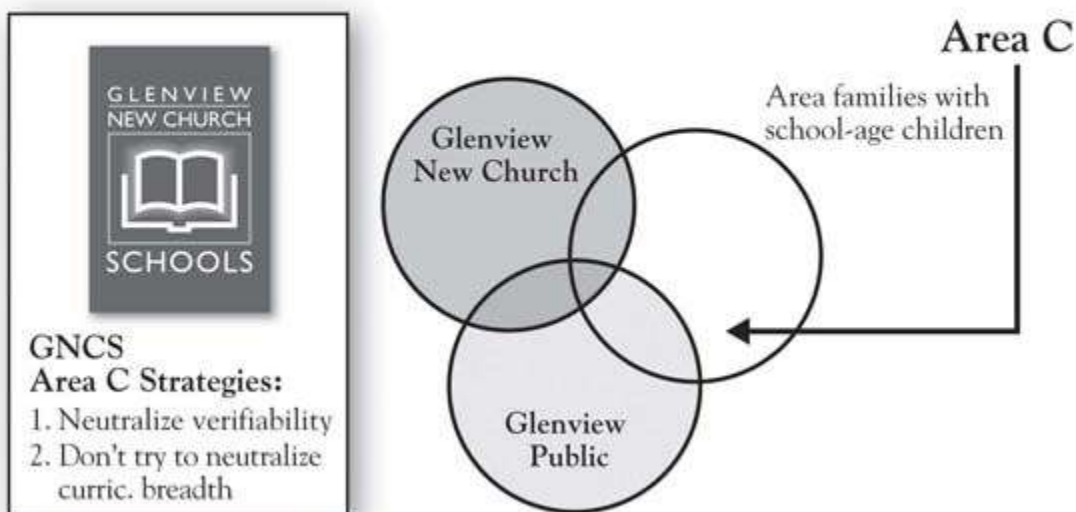 GLENVIEW
NEW CHURCH
SCHOOLS
GNCS
Area C Strategies:
1. Neutralize verifiability
2. Don't try to neutralize
curric. breadth
Glenview
New Church
Glenview
Public
Area families with
school-age children
Area C